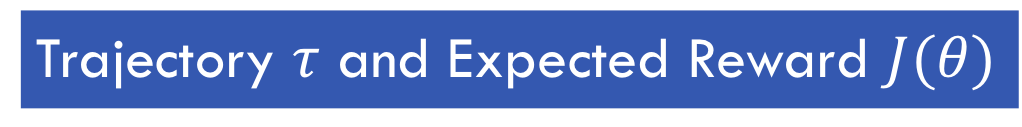 Trajectory τ and Expected Reward J(θ)